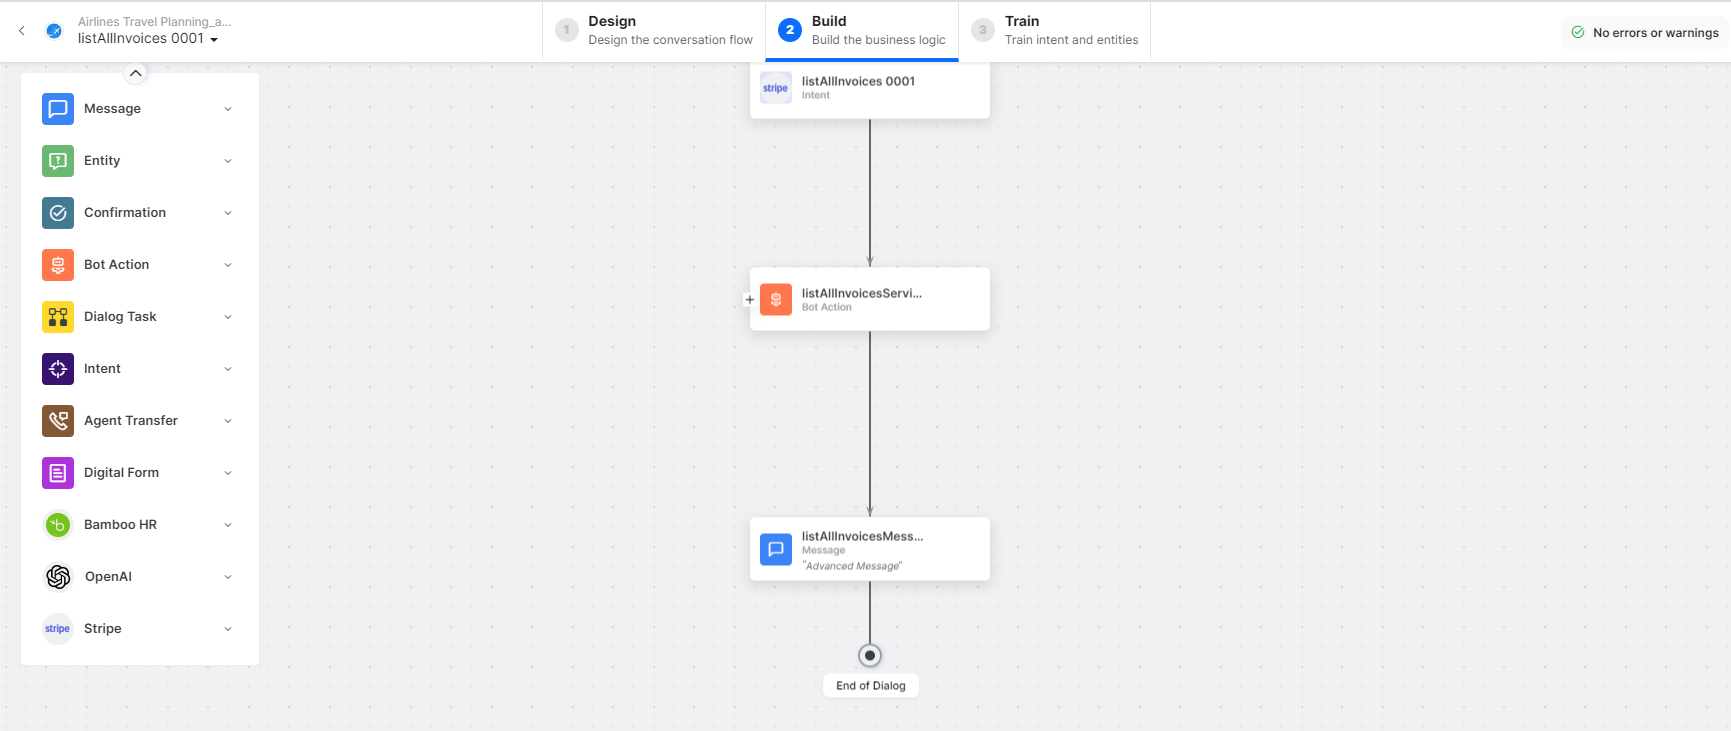 Airlines Travel Planning_a...
listAllInvoices 0001
1
Design
Design the conversation flow
2
Build
Build the business logic
3
Train
Train intent and entities
No errors or warnings
Message
Entity
Confirmation
Bot Action
Dialog Task
Intent
Agent Transfer
Digital Form
Bamboo HR
OpenAI
stripe
Stripe
stripe
listAllInvoices 0001
Intent
listAllInvoicesServi...
Bot Action
listAllInvoicesMess...
Message
"Advanced Message"
End of Dialog